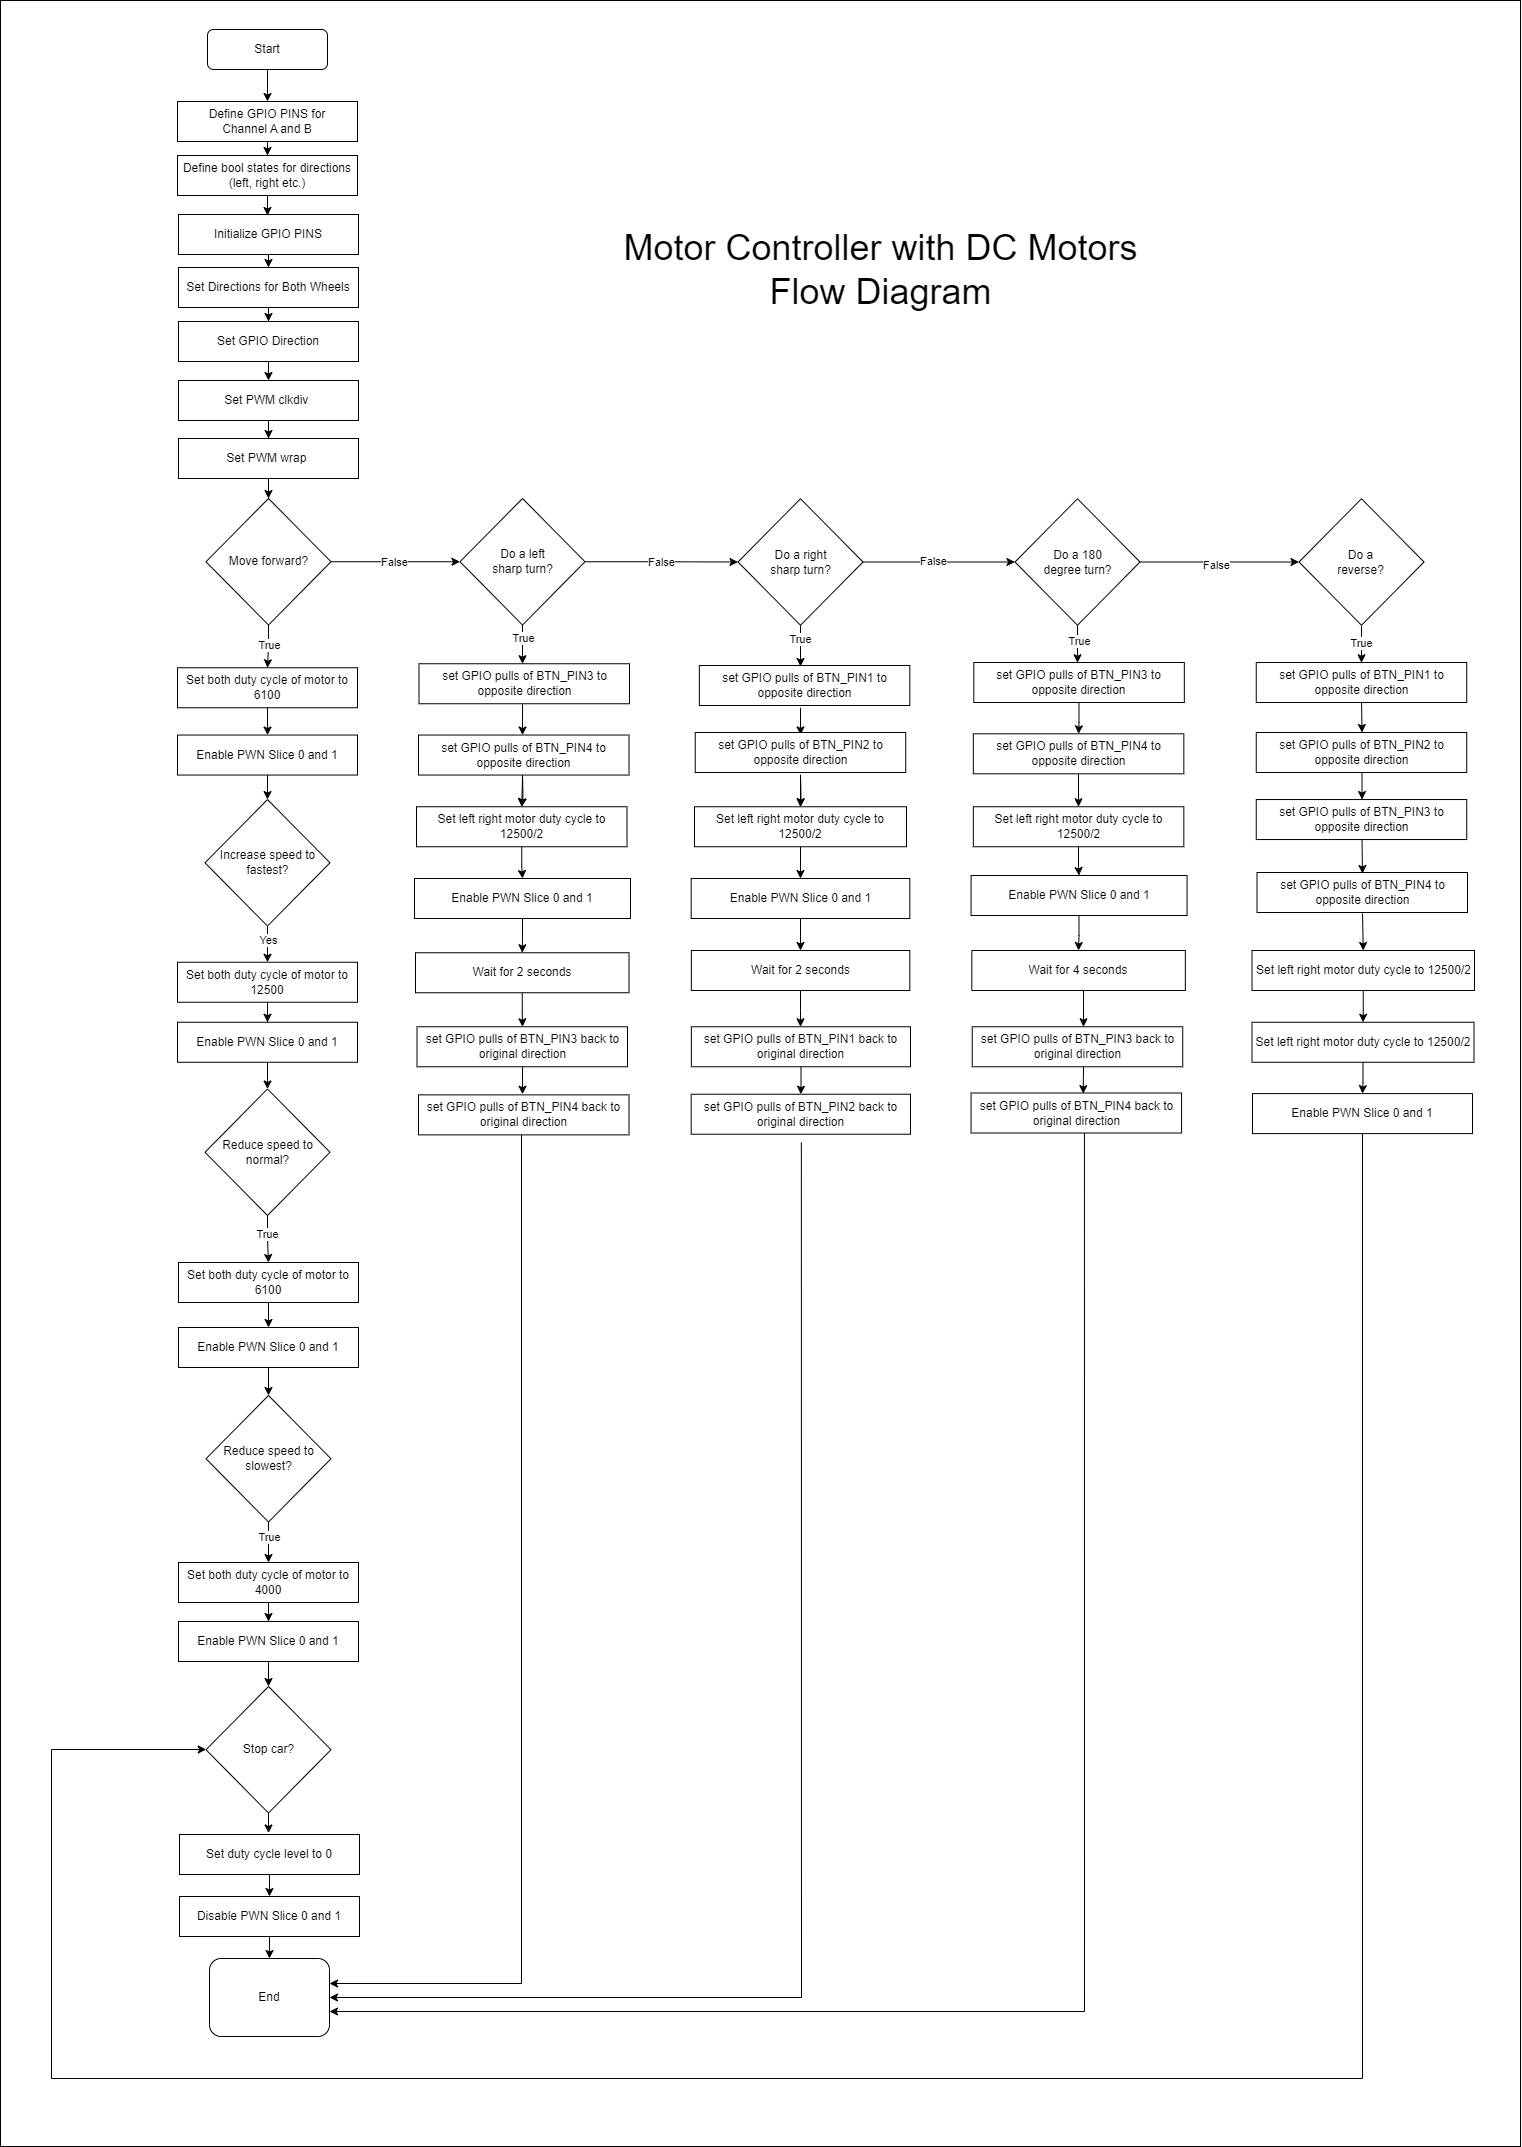 Start
Define GPIO PINS for
Channel A and B
Define bool states for directions
(left, right etc.)
Initialize GPIO PINS
Motor Controller with DC Motors
Flow Diagram
Set Directions for Both Wheels
Set GPIO Direction
Set PWM clkdiv
Set PWM wrap
Move forward?
False
Do a left
sharp turn?
False
Do a right
sharp turn?
False
Do a 180
degree turn?
False
Do a
reverse?
True
Set both duty cycle of motor to
6100
Enable PWN Slice 0 and 1
Increase speed to
fastest?
Yes
Set both duty cycle of motor to
12500
Enable PWN Slice 0 and 1
Reduce speed to
normal?
True
Set both duty cycle of motor to
6100
Enable PWN Slice 0 and 1
Reduce speed to
slowest?
True
Set both duty cycle of motor to
4000
Enable PWN Slice 0 and 1
Stop car?
Set duty cycle level to 0
Disable PWN Slice 0 and 1
End
True
set GPIO pulls of BTN_PIN3 to
opposite direction
set GPIO pulls of BTN_PIN4 to
opposite direction
Set left right motor duty cycle to
12500/2
Enable PWN Slice 0 and 1
Wait for 2 seconds
set GPIO pulls of BTN_PIN3 back to
original direction
set GPIO pulls of BTN_PIN4 back to
original direction
True
set GPIO pulls of BTN_PIN1 to
opposite direction
set GPIO pulls of BTN_PIN2 to
opposite direction
Set left right motor duty cycle to
12500/2
Enable PWN Slice 0 and 1
Wait for 2 seconds
set GPIO pulls of BTN_PIN1 back to
original direction
set GPIO pulls of BTN_PIN2 back to
original direction
True
set GPIO pulls of BTN_PIN3 to
opposite direction
set GPIO pulls of BTN_PIN4 to
opposite direction
Set left right motor duty cycle to
12500/2
Enable PWN Slice 0 and 1
Wait for 4 seconds
set GPIO pulls of BTN_PIN3 back to
original direction
set GPIO pulls of BTN_PIN4 back to
original direction
True
set GPIO pulls of BTN_PIN1 to
opposite direction
set GPIO pulls of BTN_PIN2 to
opposite direction
set GPIO pulls of BTN_PIN3 to
opposite direction
set GPIO pulls of BTN_PIN4 to
opposite direction
Set left right motor duty cycle to 12500/2
Set left right motor duty cycle to 12500/2
Enable PWN Slice 0 and 1